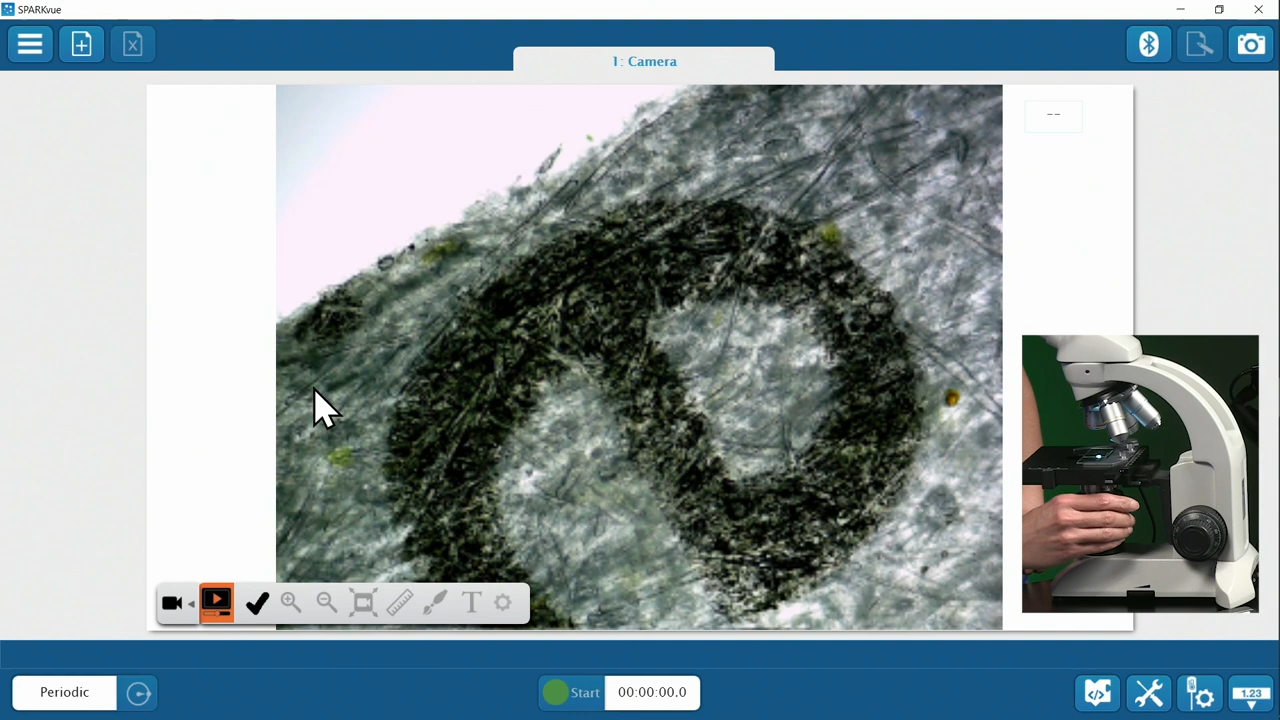 SPARKvue
1: Camera
--
T
Periodic
Start
00:00:00.0
1.23